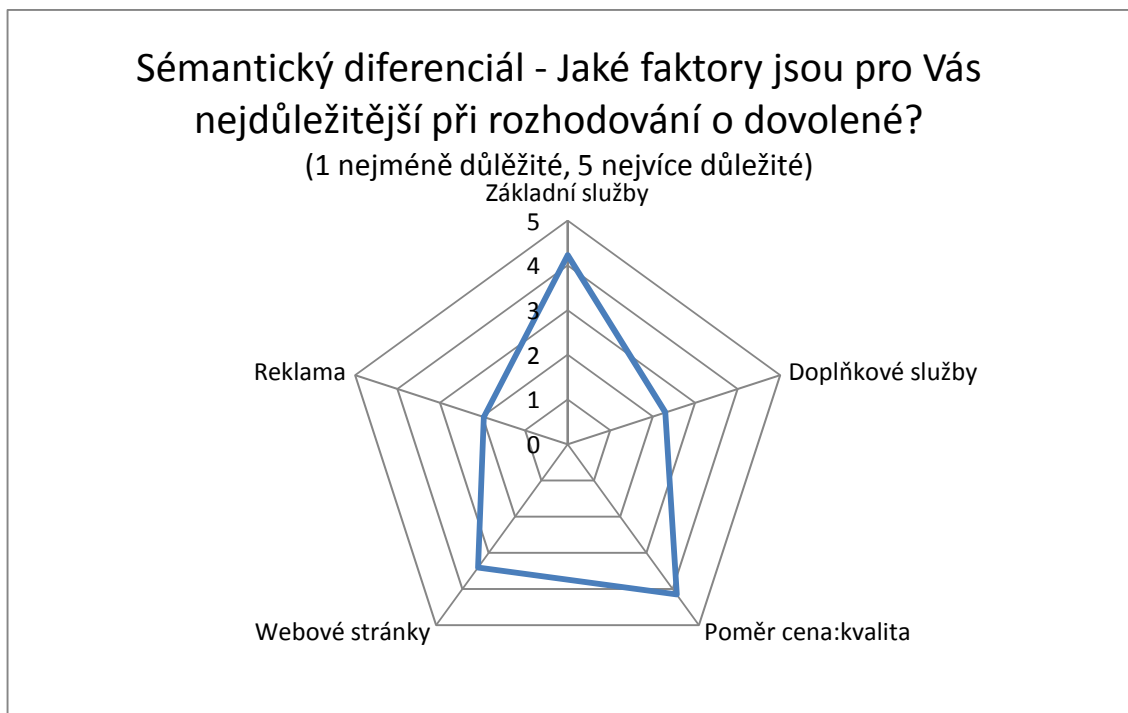 Sémantický diferenciál - Jaké faktory jsou pro Vás
nejdůležitější při rozhodování o dovolené?
(1 nejméně důlěžité, 5 nejvíce důležité)
Základní služby
5
4
3
2
1
0
Reklama
Doplňkové služby
Webové stránky
Poměr cena:kvalita